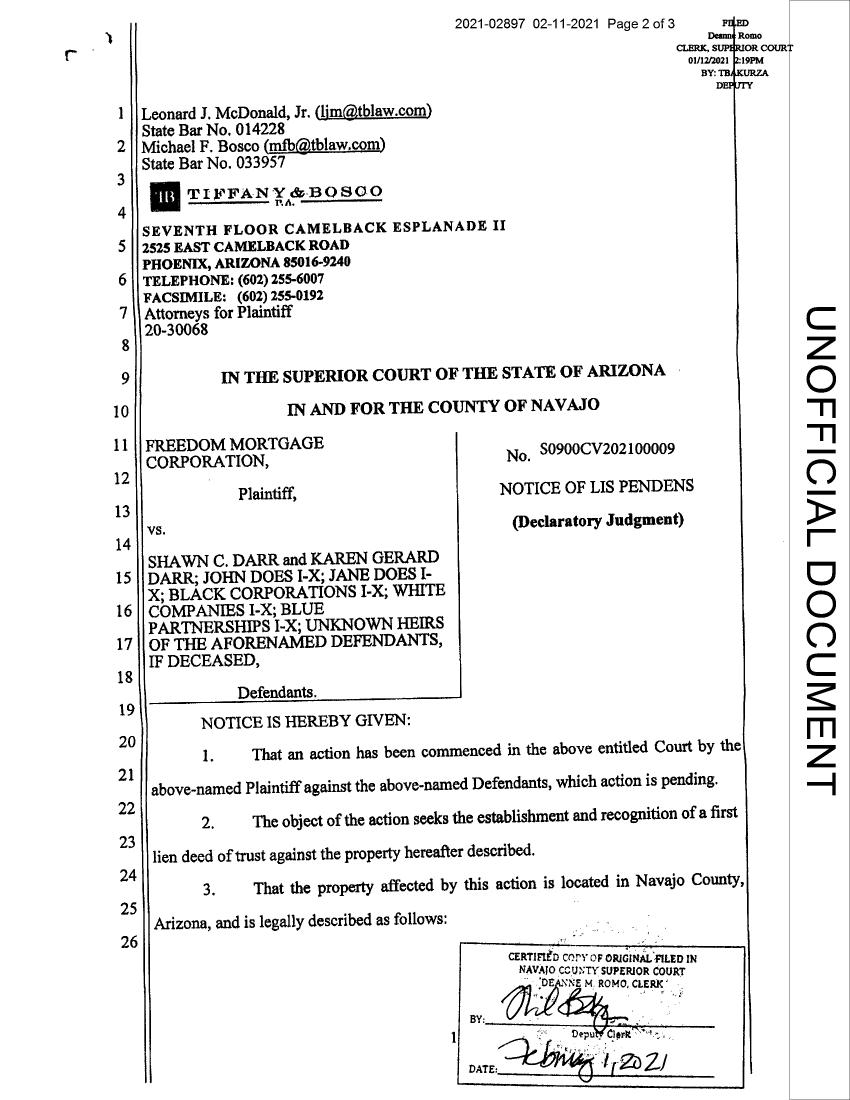 2021-02897 02-11-2021 Page 2 of 3
FILED
Deanne Romo
CLERK, SUPERIOR COURT
01/12/2021 2:19PM
BY: TBAKURZA
DEPUTY
1 Leonard J. McDonald, Jr. (ljm@tblaw.com)
State Bar No. 014228
2 Michael F. Bosco (mfb@tblaw.com)
State Bar No. 033957
3
TB TIFFANY & BOSCO
P.A.
4
SEVENTH FLOOR CAMELBACK ESPLANADE II
5 2525 EAST CAMELBACK ROAD
PHOENIX, ARIZONA 85016-9240
6 TELEPHONE: (602) 255-6007
FACSIMILE: (602) 255-0192
7 Attorneys for Plaintiff
20-30068
8
9 IN THE SUPERIOR COURT OF THE STATE OF ARIZONA
10 IN AND FOR THE COUNTY OF NAVAJO
11 FREEDOM MORTGAGE
CORPORATION,
12
Plaintiff,
13
vs.
14
SHAWN C. DARR and KAREN GERARD
15 DARR; JOHN DOES I-X; JANE DOES I-
X; BLACK CORPORATIONS I-X; WHITE
16 COMPANIES I-X; BLUE
PARTNERSHIPS I-X; UNKNOWN HEIRS
17 OF THE AFORENAMED DEFENDANTS,
IF DECEASED,
18
Defendants.
No. S0900CV202100009
NOTICE OF LIS PENDENS
(Declaratory Judgment)
19
NOTICE IS HEREBY GIVEN:
20 1. That an action has been commenced in the above entitled Court by the
21 above-named Plaintiff against the above-named Defendants, which action is pending.
22 2. The object of the action seeks the establishment and recognition of a first
23 lien deed of trust against the property hereafter described.
24 3. That the property affected by this action is located in Navajo County,
25 Arizona, and is legally described as follows:
26
CERTIFIED COPY OF ORIGINAL FILED IN
NAVAJO COUNTY SUPERIOR COURT
DEANNE M. ROMO, CLERK
BY:
Deputy Clerk
DATE: February 1, 2021
1
UNOFFICIAL DOCUMENT